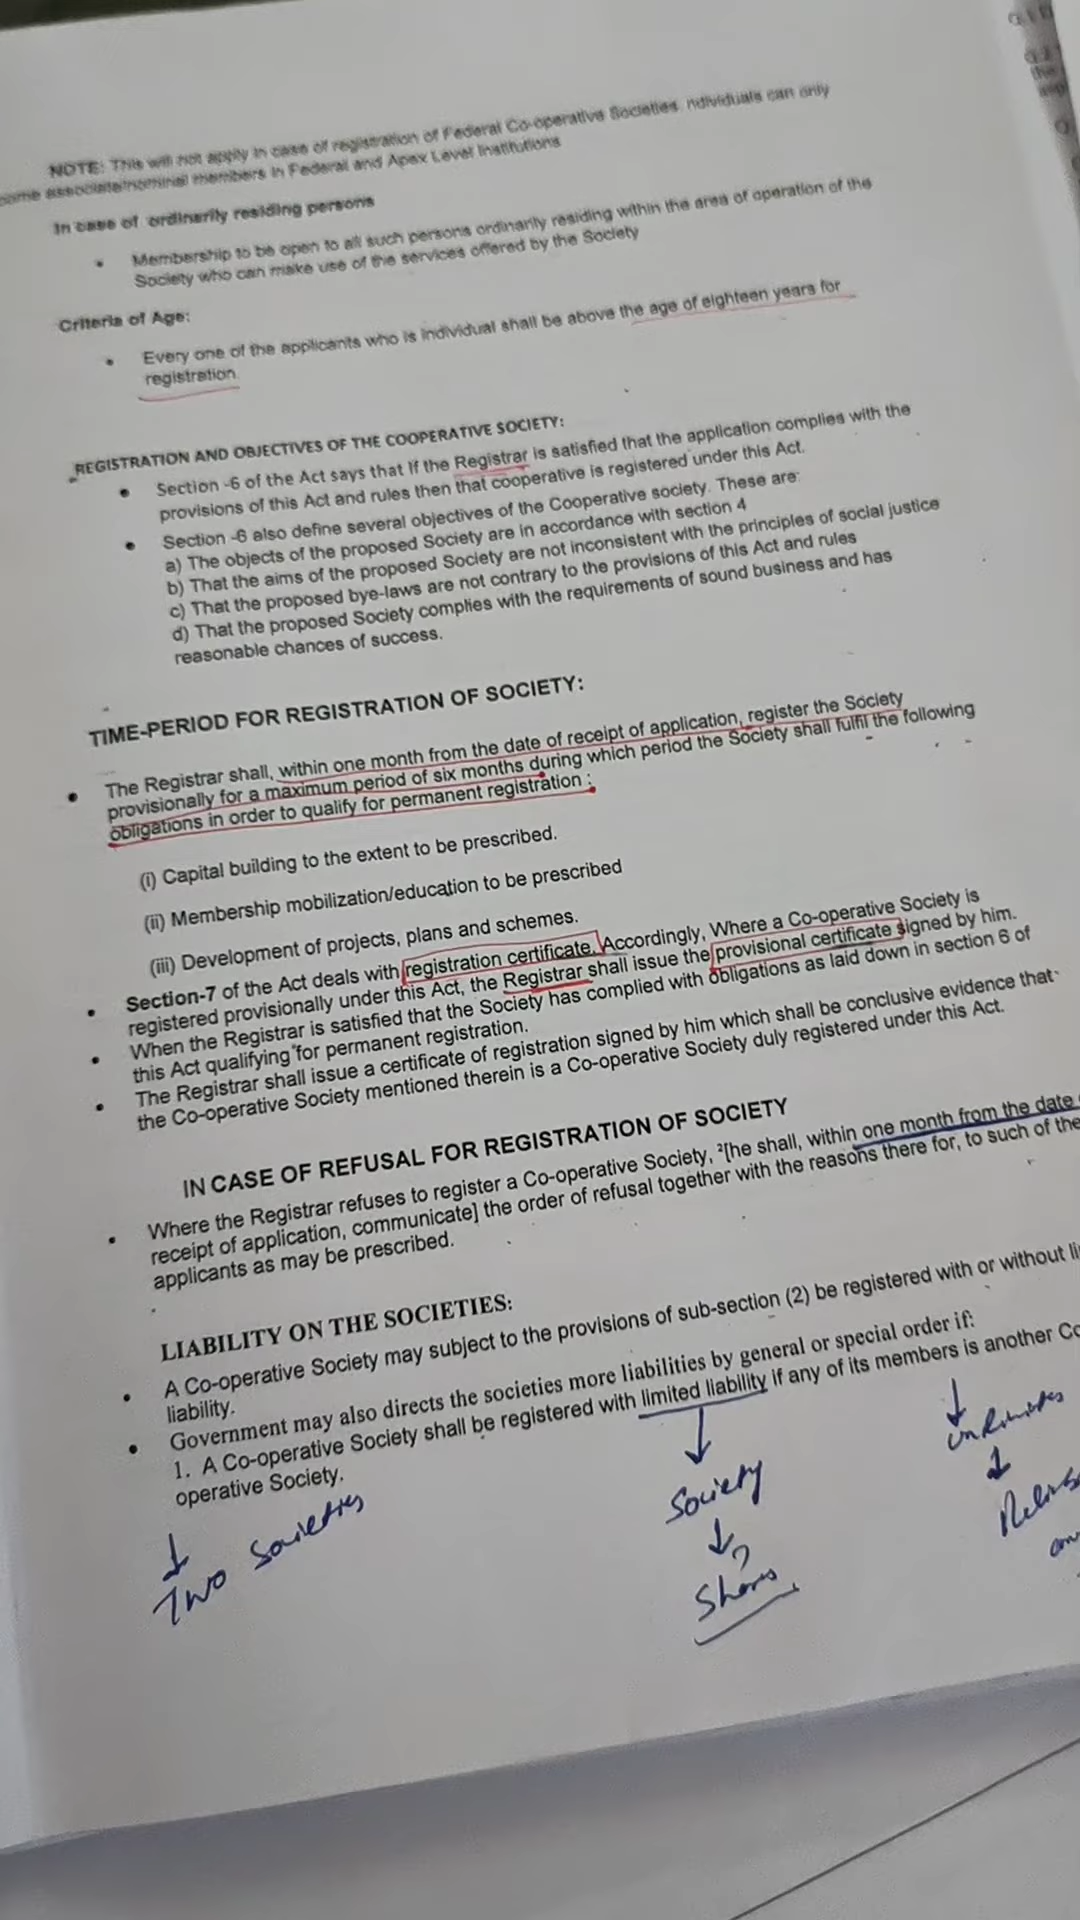 NOTE: This will not apply in case of registration of Federal Co-operative Societies. ndividuals can only
come associate/nominal members in Federal and Apex Level Institutions
In case of ordinarily residing persons
• Membership to be open to all such persons ordinarily residing within the area of operation of the
Society who can make use of the services offered by the Society
Criteria of Age:
• Every one of the applicants who is individual shall be above the age of eighteen years for
registration.
REGISTRATION AND OBJECTIVES OF THE COOPERATIVE SOCIETY:
• Section -6 of the Act says that If the Registrar is satisfied that the application complies with the
provisions of this Act and rules then that cooperative is registered under this Act.
• Section -6 also define several objectives of the Cooperative society. These are:
a) The objects of the proposed Society are in accordance with section 4
b) That the aims of the proposed Society are not inconsistent with the principles of social justice
c) That the proposed bye-laws are not contrary to the provisions of this Act and rules
d) That the proposed Society complies with the requirements of sound business and has
reasonable chances of success.
TIME-PERIOD FOR REGISTRATION OF SOCIETY:
• The Registrar shall, within one month from the date of receipt of application, register the Society
provisionally for a maximum period of six months during which period the Society shall fulfil the following
obligations in order to qualify for permanent registration :
(i) Capital building to the extent to be prescribed.
(ii) Membership mobilization/education to be prescribed
(iii) Development of projects, plans and schemes.
• Section-7 of the Act deals with registration certificate. Accordingly, Where a Co-operative Society is
registered provisionally under this Act, the Registrar shall issue the provisional certificate signed by him.
• When the Registrar is satisfied that the Society has complied with obligations as laid down in section 6 of
this Act qualifying for permanent registration.
• The Registrar shall issue a certificate of registration signed by him which shall be conclusive evidence that
the Co-operative Society mentioned therein is a Co-operative Society duly registered under this Act.
IN CASE OF REFUSAL FOR REGISTRATION OF SOCIETY
• Where the Registrar refuses to register a Co-operative Society, ²[he shall, within one month from the date
receipt of application, communicate] the order of refusal together with the reasons there for, to such of the
applicants as may be prescribed.
LIABILITY ON THE SOCIETIES:
• A Co-operative Society may subject to the provisions of sub-section (2) be registered with or without li
liability.
• Government may also directs the societies more liabilities by general or special order if:
1. A Co-operative Society shall be registered with limited liability if any of its members is another Co
operative Society.
Two Societies
Society
Shares